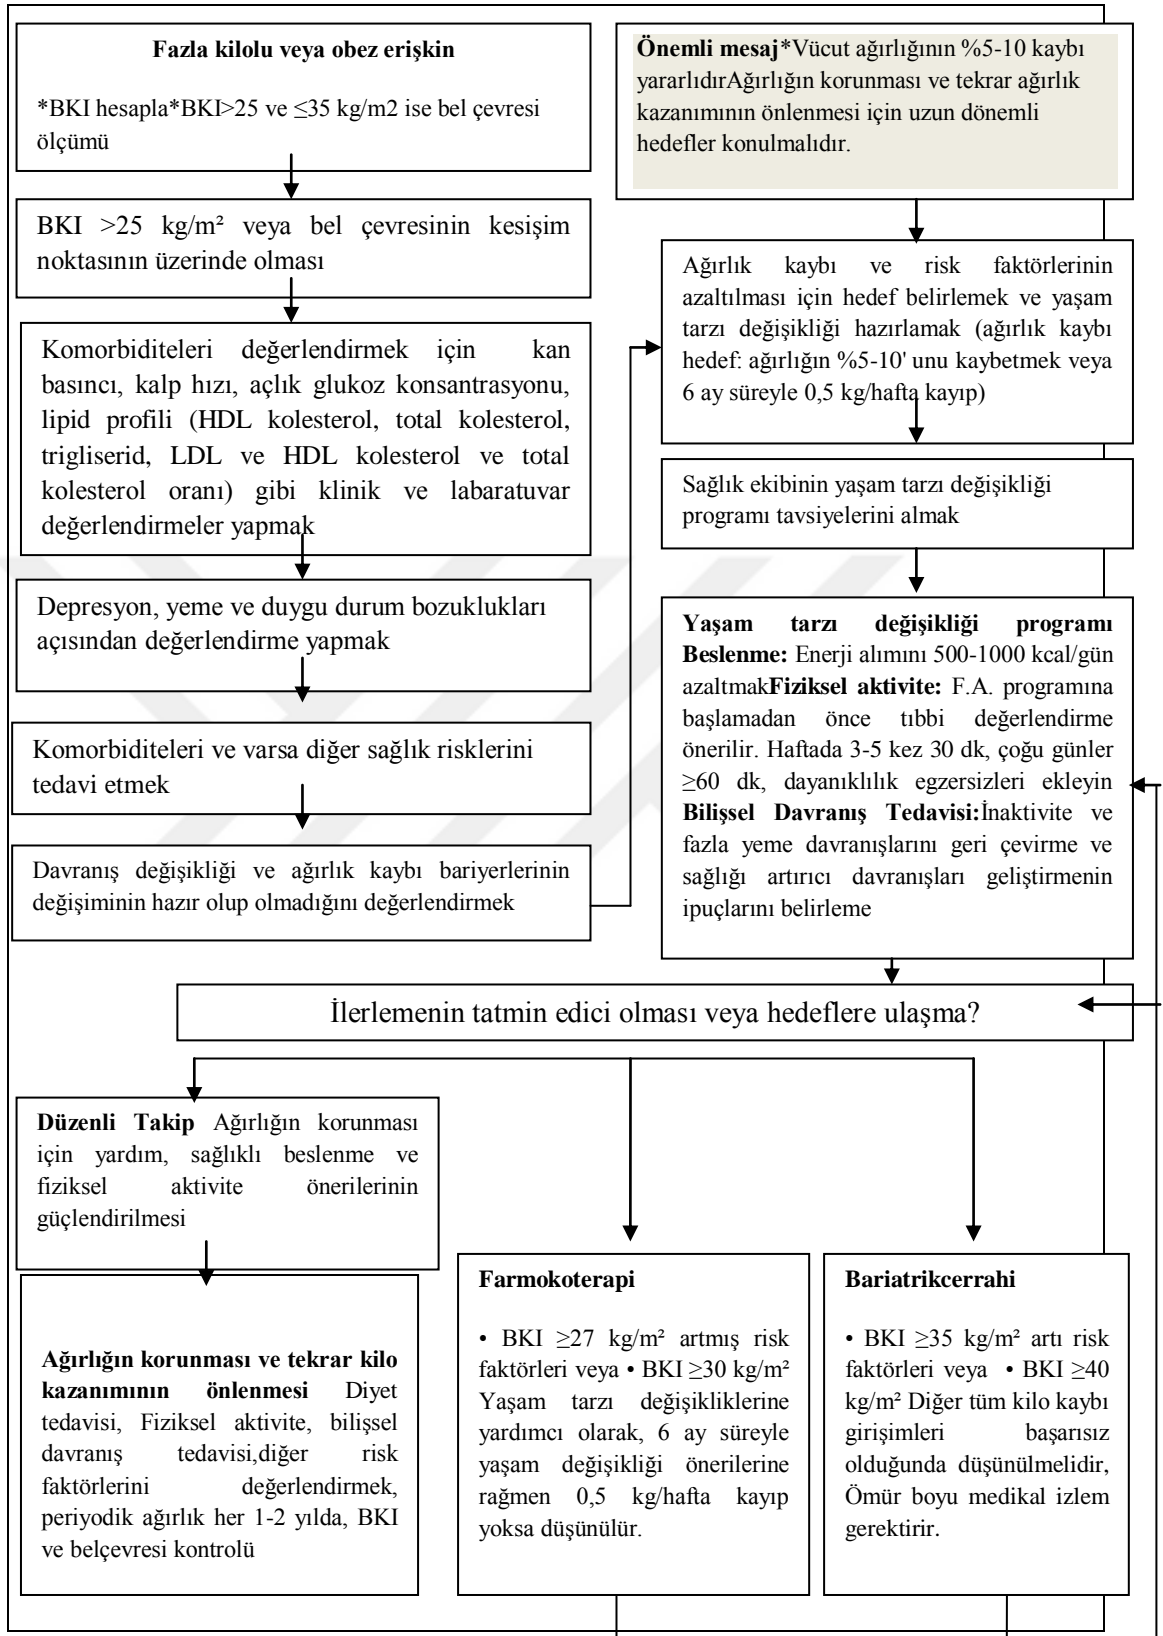 Fazla kilolu veya obez erişkin
*BKI hesapla*BKI>25 ve ≤35 kg/m2 ise bel çevresi
ölçümü
BKI >25 kg/m² veya bel çevresinin kesişim
noktasının üzerinde olması
Komorbiditeleri değerlendirmek için kan
basıncı, kalp hızı, açlık glukoz konsantrasyonu,
lipid profili (HDL kolesterol, total kolesterol,
trigliserid, LDL ve HDL kolesterol ve total
kolesterol oranı) gibi klinik ve labaratuvar
değerlendirmeler yapmak
Depresyon, yeme ve duygu durum bozuklukları
açısından değerlendirme yapmak
Komorbiditeleri ve varsa diğer sağlık risklerini
tedavi etmek
Davranış değişikliği ve ağırlık kaybı bariyerlerinin
değişiminin hazır olup olmadığını değerlendirmek
Önemli mesaj*Vücut ağırlığının %5-10 kaybı
yararlıdırAğırlığın korunması ve tekrar ağırlık
kazanımının önlenmesi için uzun dönemli
hedefler konulmalıdır.
Ağırlık kaybı ve risk faktörlerinin
azaltılması için hedef belirlemek ve yaşam
tarzı değişikliği hazırlamak (ağırlık kaybı
hedef: ağırlığın %5-10' unu kaybetmek veya
6 ay süreyle 0,5 kg/hafta kayıp)
Sağlık ekibinin yaşam tarzı değişikliği
programı tavsiyelerini almak
Yaşam tarzı değişikliği programı
Beslenme: Enerji alımını 500-1000 kcal/gün
azaltmakFiziksel aktivite: F.A. programına
başlamadan önce tıbbi değerlendirme
önerilir. Haftada 3-5 kez 30 dk, çoğu günler
≥60 dk, dayanıklılık egzersizleri ekleyin
Bilişsel Davranış Tedavisi:İnaktivite ve
fazla yeme davranışlarını geri çevirme ve
sağlığı artırıcı davranışları geliştirmenin
ipuçlarını belirleme
İlerlemenin tatmin edici olması veya hedeflere ulaşma?
Düzenli Takip Ağırlığın korunması
için yardım, sağlıklı beslenme ve
fiziksel aktivite önerilerinin
güçlendirilmesi
Ağırlığın korunması ve tekrar kilo
kazanımının önlenmesi Diyet
tedavisi, Fiziksel aktivite, bilişsel
davranış tedavisi,diğer risk
faktörlerini değerlendirmek,
periyodik ağırlık her 1-2 yılda, BKI
ve belçevresi kontrolü
Farmokoterapi
• BKI ≥27 kg/m² artmış risk
faktörleri veya • BKI ≥30 kg/m²
Yaşam tarzı değişikliklerine
yardımcı olarak, 6 ay süreyle
yaşam değişikliği önerilerine
rağmen 0,5 kg/hafta kayıp
yoksa düşünülür.
Bariatrikcerrahi
• BKI ≥35 kg/m² artı risk
faktörleri veya • BKI ≥40
kg/m² Diğer tüm kilo kaybı
girişimleri başarısız
olduğunda düşünülmelidir,
Ömür boyu medikal izlem
gerektirir.